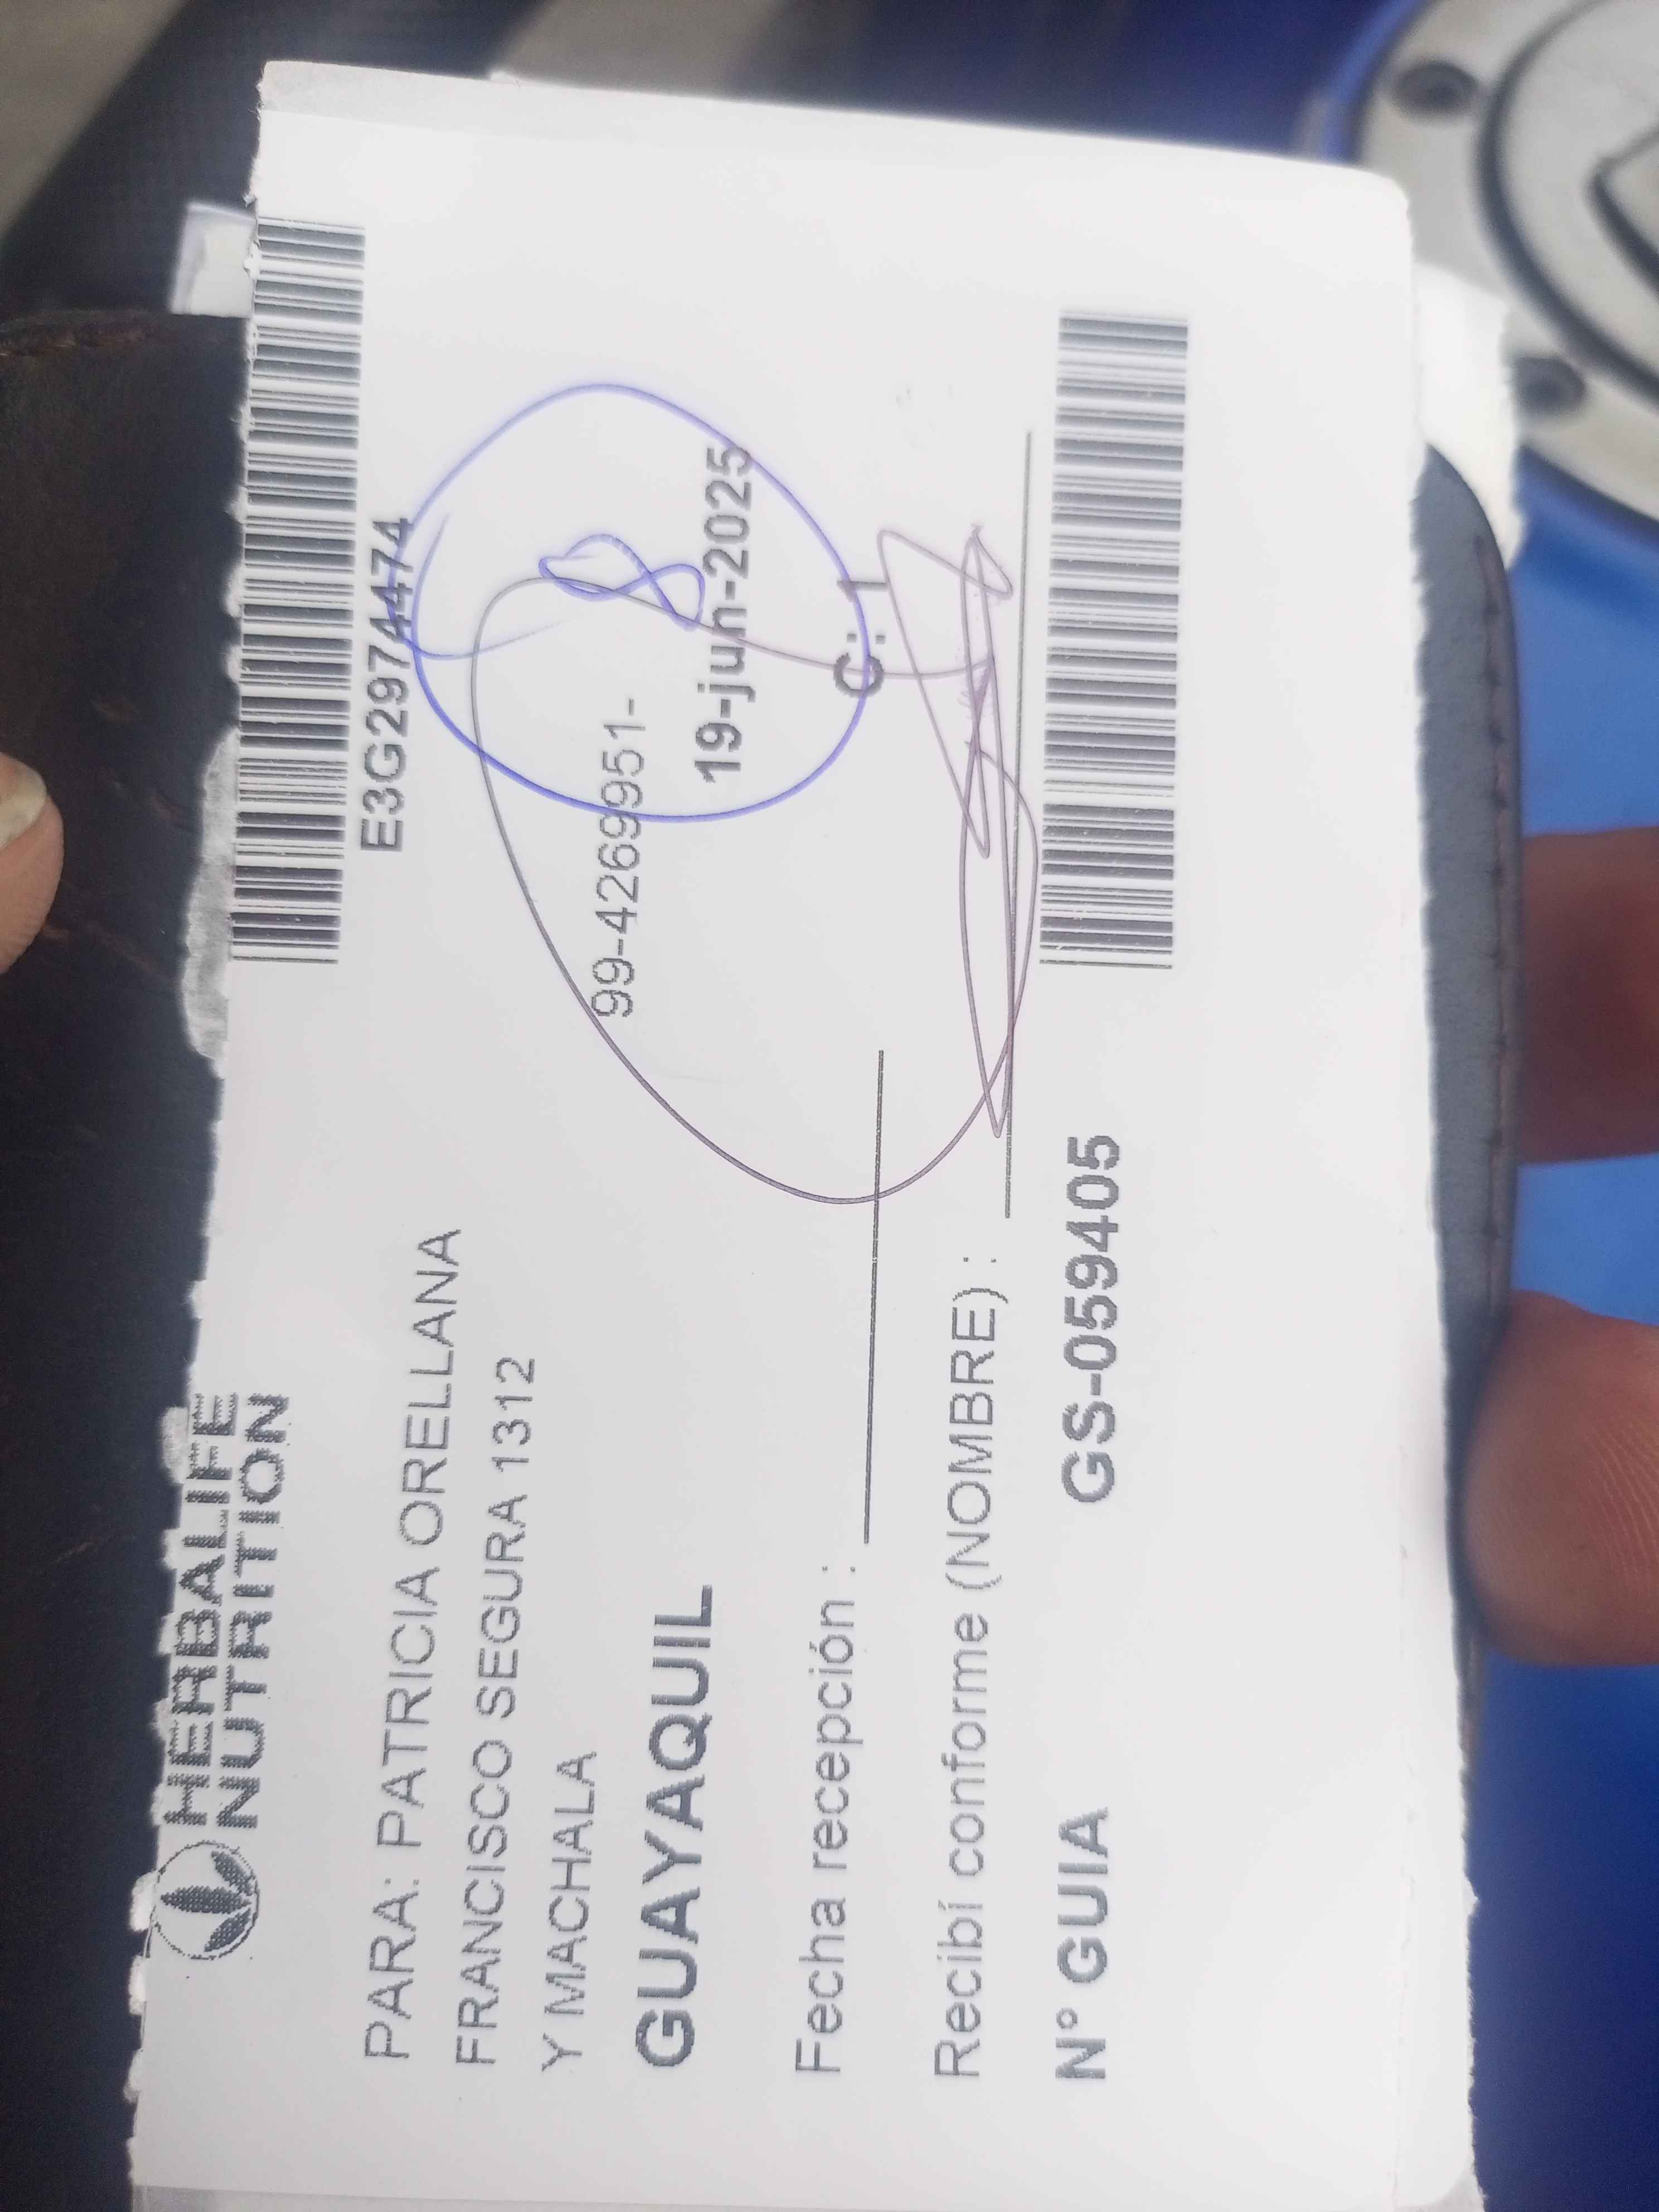 HERBALIFE
NUTRITION
E3G2974474
PARA: PATRICIA ORELLANA
FRANCISCO SEGURA 1312
Y MACHALA
99-4269951-
GUAYAQUIL
19-jun-2025
8
Fecha recepción :
C: 1
Recibí conforme (NOMBRE) :
N° GUIA GS-059405